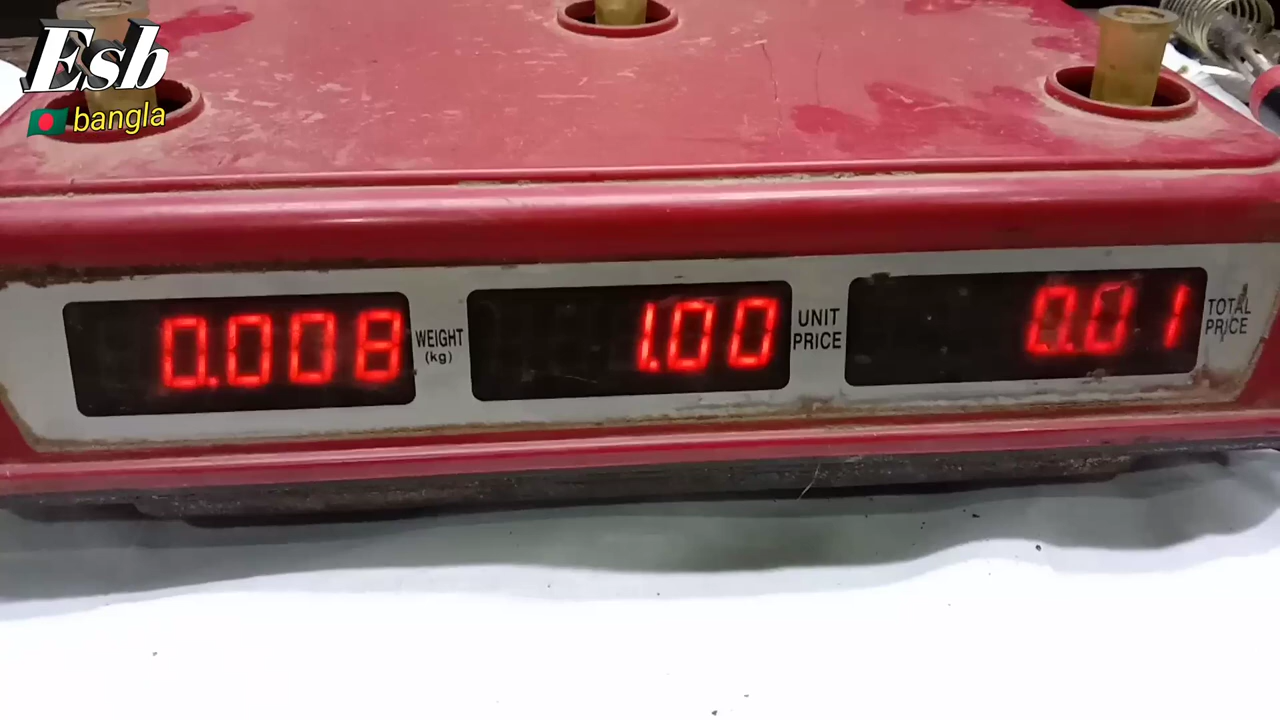 Esb
bangla
0.008
WEIGHT
(kg)
1.00
UNIT
PRICE
0.01
TOTAL
PRICE